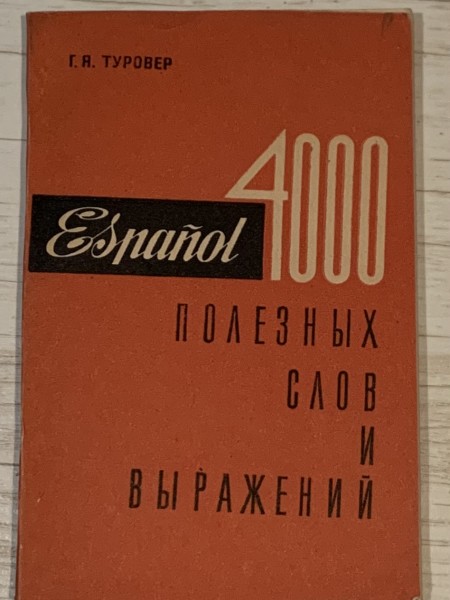 Г. Я. ТУРОВЕР
4000
Español
ПОЛЕЗНЫХ
СЛОВ
И
ВЫРАЖЕНИЙ